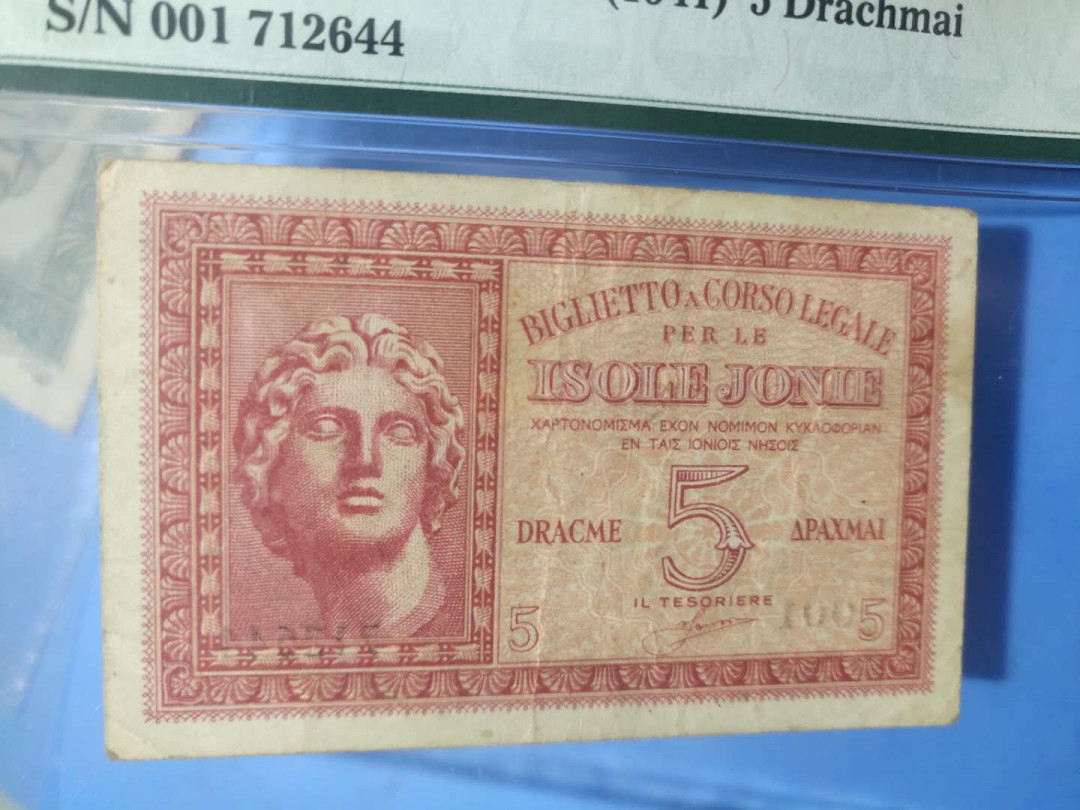 S/N 001 712644
5 Drachmai
BIGLIETTO A CORSO LEGALE
PER LE
ISOLE JONIE
ΧΑΡΤΟΝΟΜΙΣΜΑ ΕΧΟΝ ΝΟΜΙΜΟΝ ΚΥΚΛΟΦΟΡΙΑΝ
ΕΝ ΤΑΙΣ ΙΟΝΙΟΙΣ ΝΗΣΟΙΣ
DRACME 5 ΔΡΑΧΜΑΙ
IL TESORIERE
5 5